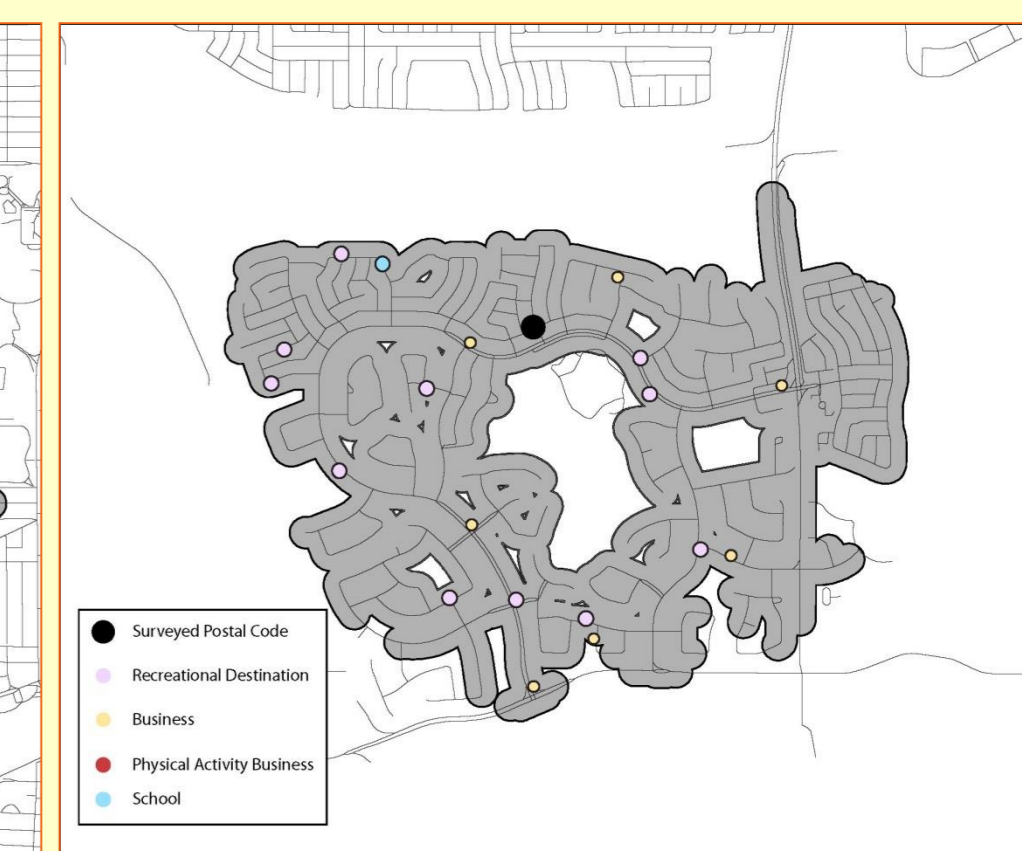 Surveyed Postal Code
Recreational Destination
Business
Physical Activity Business
School